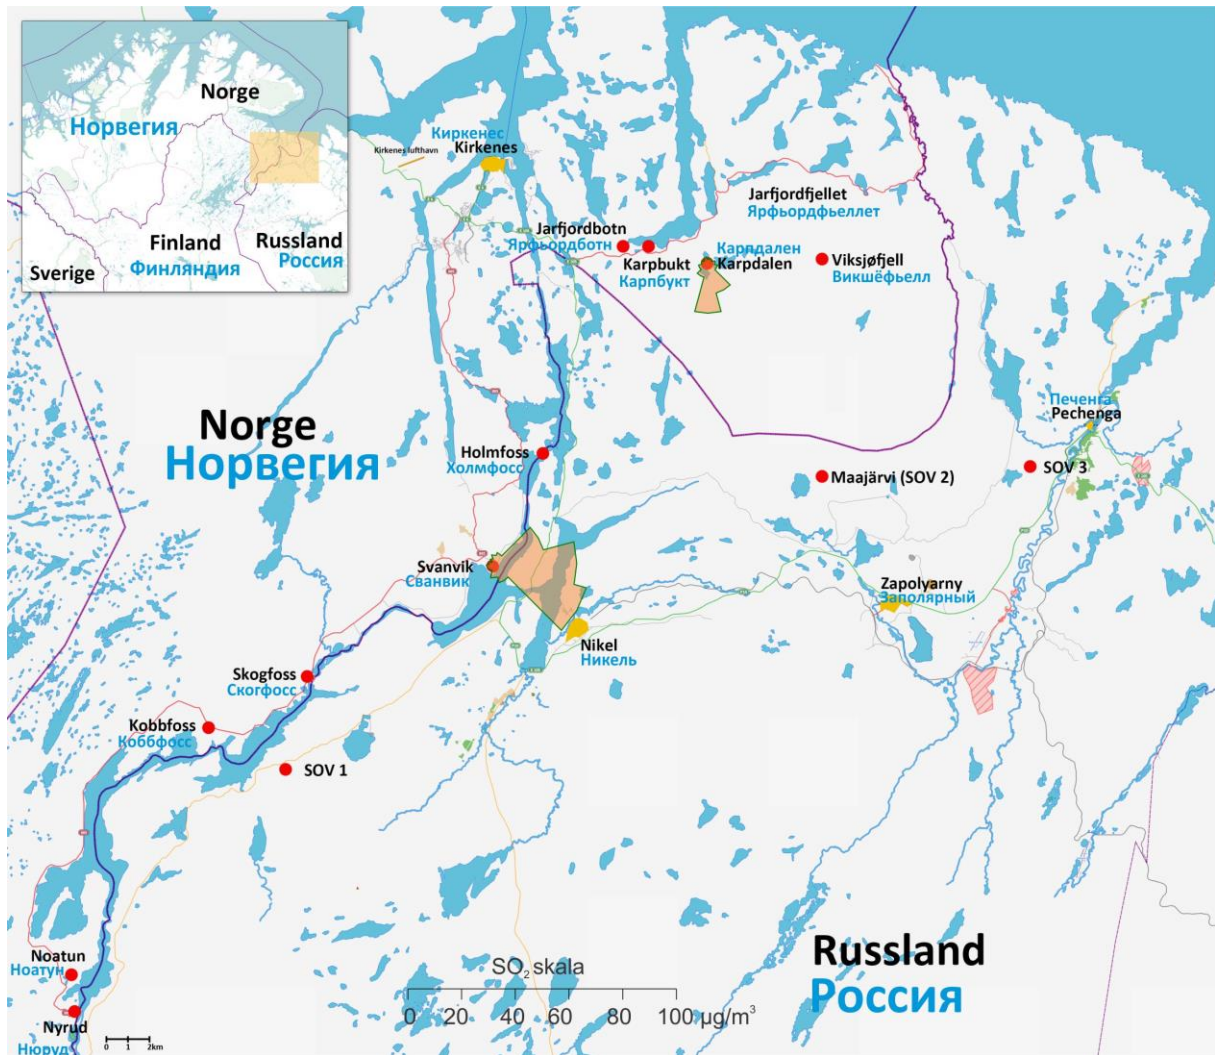 Norge
Норвегия
Finland
Финляндия
Russland
Россия
Sverige
Киркенес
Kirkenes
Kirkenes lufthavn
Jarfjordfjellet
Ярфьордфьеллет
Jarfjordbotn
Ярфьордботн
Karpbukt
Карпбукт
Карпдален
Karpdalen
Viksjøfjell
Викшёфьелл
Norge
Норвегия
Печенга
Pechenga
Holmfoss
Холмфосс
SOV 3
Maajärvi (SOV 2)
Svanvik
Сванвик
Zapolyarny
Заполярный
Nikel
Никель
Skogfoss
Скогфосс
Kobbfoss
Коббфосс
SOV 1
Noatun
Ноатун
Nyrud
Нюруд
0 1 2km
Russland
Россия
SO2 skala
0 20 40 60 80 100 µg/m³